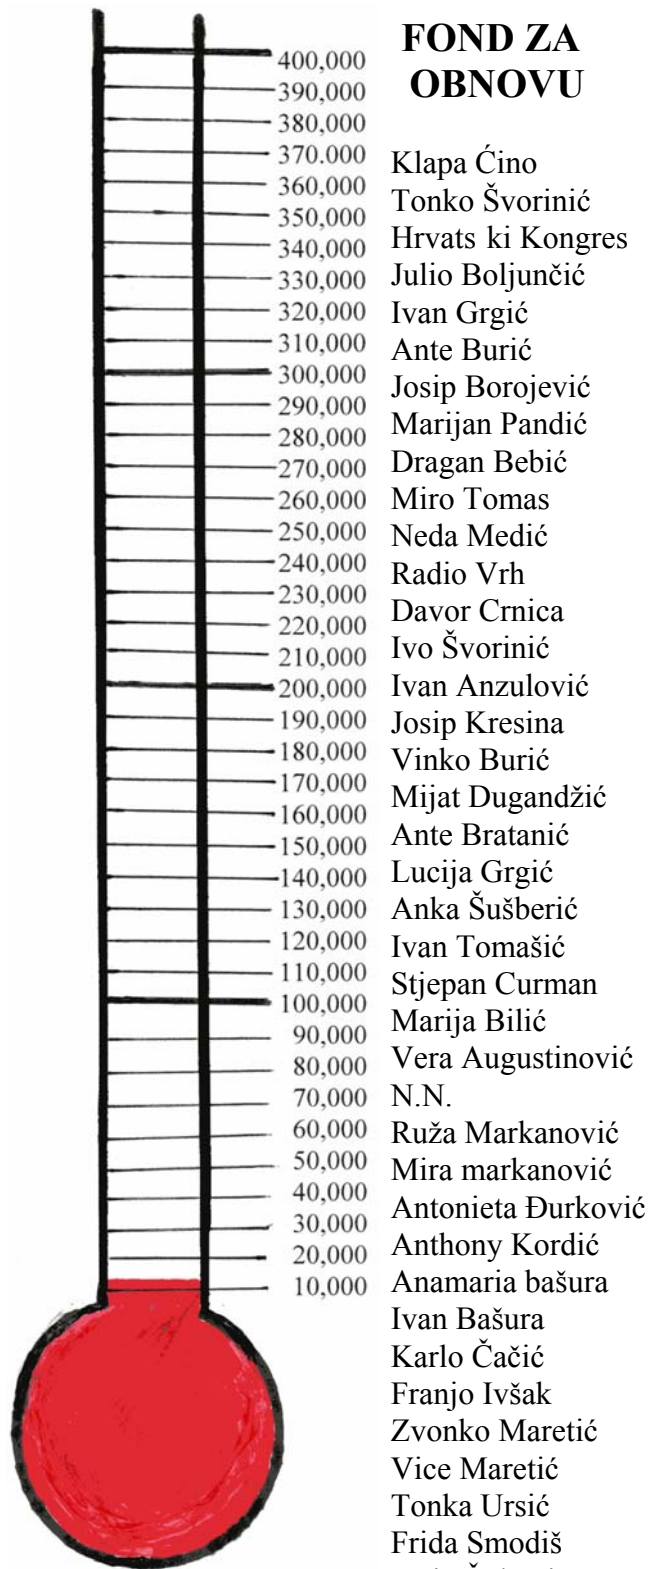 FOND ZA
OBNOVU
400,000
390,000
380,000
370.000
360,000
350,000
340,000
330,000
320,000
310,000
300,000
290,000
280,000
270,000
260,000
250,000
240,000
230,000
220,000
210,000
200,000
190,000
180,000
170,000
160,000
150,000
140,000
130,000
120,000
110,000
100,000
90,000
80,000
70,000
60,000
50,000
40,000
30,000
20,000
10,000
Klapa Ćino
Tonko Švorinić
Hrvats ki Kongres
Julio Boljunčić
Ivan Grgić
Ante Burić
Josip Borojević
Marijan Pandić
Dragan Bebić
Miro Tomas
Neda Medić
Radio Vrh
Davor Crnica
Ivo Švorinić
Ivan Anzulović
Josip Kresina
Vinko Burić
Mijat Dugandžić
Ante Bratanić
Lucija Grgić
Anka Šušberić
Ivan Tomašić
Stjepan Curman
Marija Bilić
Vera Augustinović
N.N.
Ruža Markanović
Mira markanović
Antonieta Đurković
Anthony Kordić
Anamaria bašura
Ivan Bašura
Karlo Čačić
Franjo Ivšak
Zvonko Maretić
Vice Maretić
Tonka Ursić
Frida Smodiš